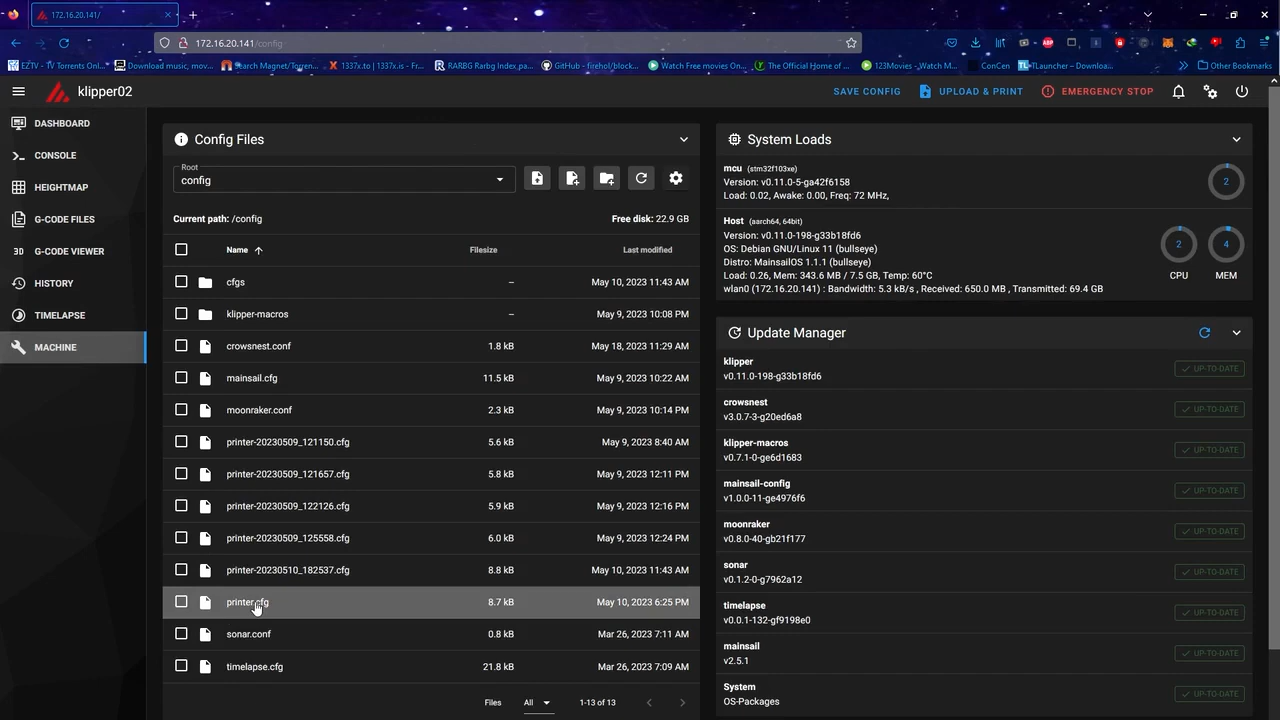 172.16.20.141/
172.16.20.141/config
EZTV - TV Torrents Onl...
Download music, mov...
Search Magnet/Torren...
1337x.to | 1337x.is - Fr...
RARBG Rarbg Index,pa...
GitHub - firehol/block...
Watch Free movies On...
The Official Home of ...
123Movies -,Watch M...
ConCen
TL
TLauncher – Downloa...
Other Bookmarks
klipper02
SAVE CONFIG
UPLOAD & PRINT
EMERGENCY STOP
DASHBOARD
CONSOLE
HEIGHTMAP
G-CODE FILES
3D G-CODE VIEWER
HISTORY
TIMELAPSE
MACHINE
Config Files
Root
config
Current path: /config
Free disk: 22.9 GB
Name
Filesize
Last modified
cfgs – May 10, 2023 11:43 AM
klipper-macros – May 9, 2023 10:08 PM
crowsnest.conf 1.8 kB May 18, 2023 11:29 AM
mainsail.cfg 11.5 kB May 9, 2023 10:22 AM
moonraker.conf 2.3 kB May 9, 2023 10:14 PM
printer-20230509_121150.cfg 5.6 kB May 9, 2023 8:40 AM
printer-20230509_121657.cfg 5.8 kB May 9, 2023 12:11 PM
printer-20230509_122126.cfg 5.9 kB May 9, 2023 12:16 PM
printer-20230509_125558.cfg 6.0 kB May 9, 2023 12:24 PM
printer-20230510_182537.cfg 8.8 kB May 10, 2023 11:43 AM
printer.cfg 8.7 kB May 10, 2023 6:25 PM
sonar.conf 0.8 kB Mar 26, 2023 7:11 AM
timelapse.cfg 21.8 kB Mar 26, 2023 7:09 AM
Files All 1-13 of 13
System Loads
mcu (stm32f103xe)
Version: v0.11.0-5-ga42f6158
Load: 0.02, Awake: 0.00, Freq: 72 MHz,
2
Host (aarch64, 64bit)
Version: v0.11.0-198-g33b18fd6
OS: Debian GNU/Linux 11 (bullseye)
Distro: MainsailOS 1.1.1 (bullseye)
Load: 0.26, Mem: 343.6 MB / 7.5 GB, Temp: 60°C
wlan0 (172.16.20.141) : Bandwidth: 5.3 kB/s , Received: 650.0 MB , Transmitted: 69.4 GB
2 4
CPU MEM
Update Manager
klipper
v0.11.0-198-g33b18fd6
UP-TO-DATE
crowsnest
v3.0.7-3-g20ed6a8
UP-TO-DATE
klipper-macros
v0.7.1-0-ge6d1683
UP-TO-DATE
mainsail-config
v1.0.0-11-ge4976f6
UP-TO-DATE
moonraker
v0.8.0-40-gb21f177
UP-TO-DATE
sonar
v0.1.2-0-g7962a12
UP-TO-DATE
timelapse
v0.0.1-132-gf9198e0
UP-TO-DATE
mainsail
v2.5.1
UP-TO-DATE
System
OS-Packages
UP-TO-DATE